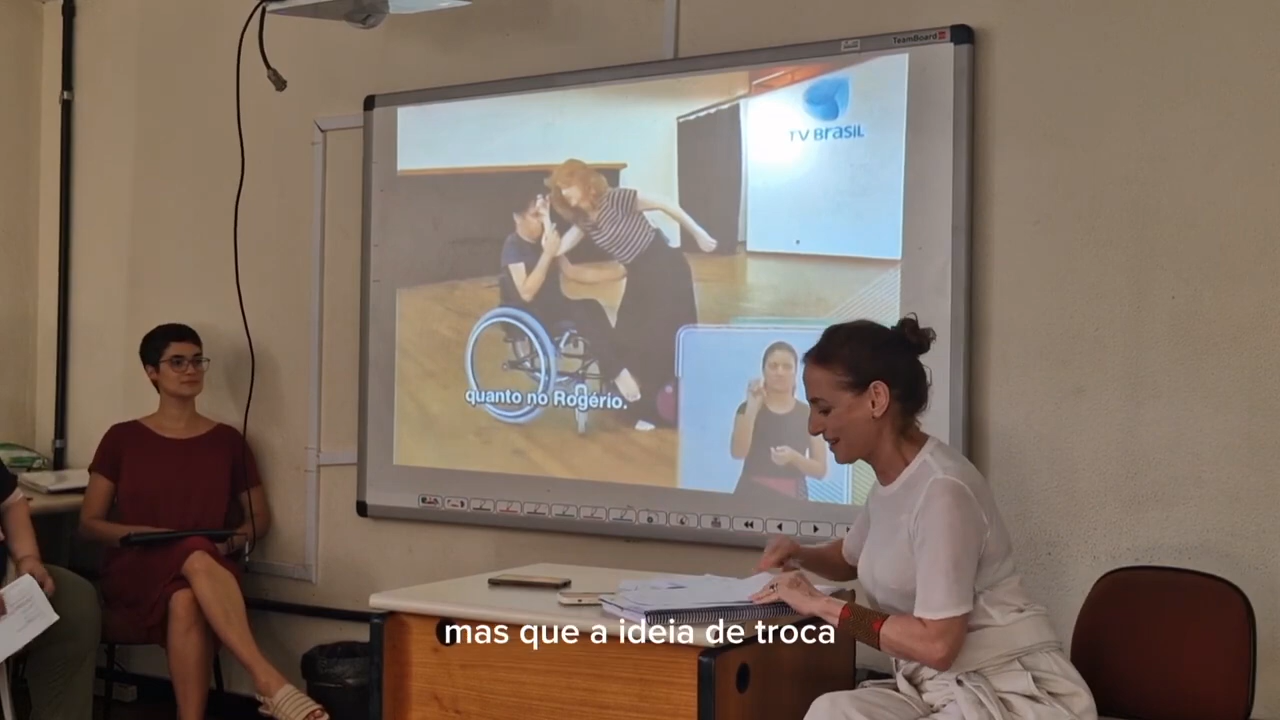 TeamBoard
TV BrasiL
quanto no Rogério.
mas que a ideia de troca